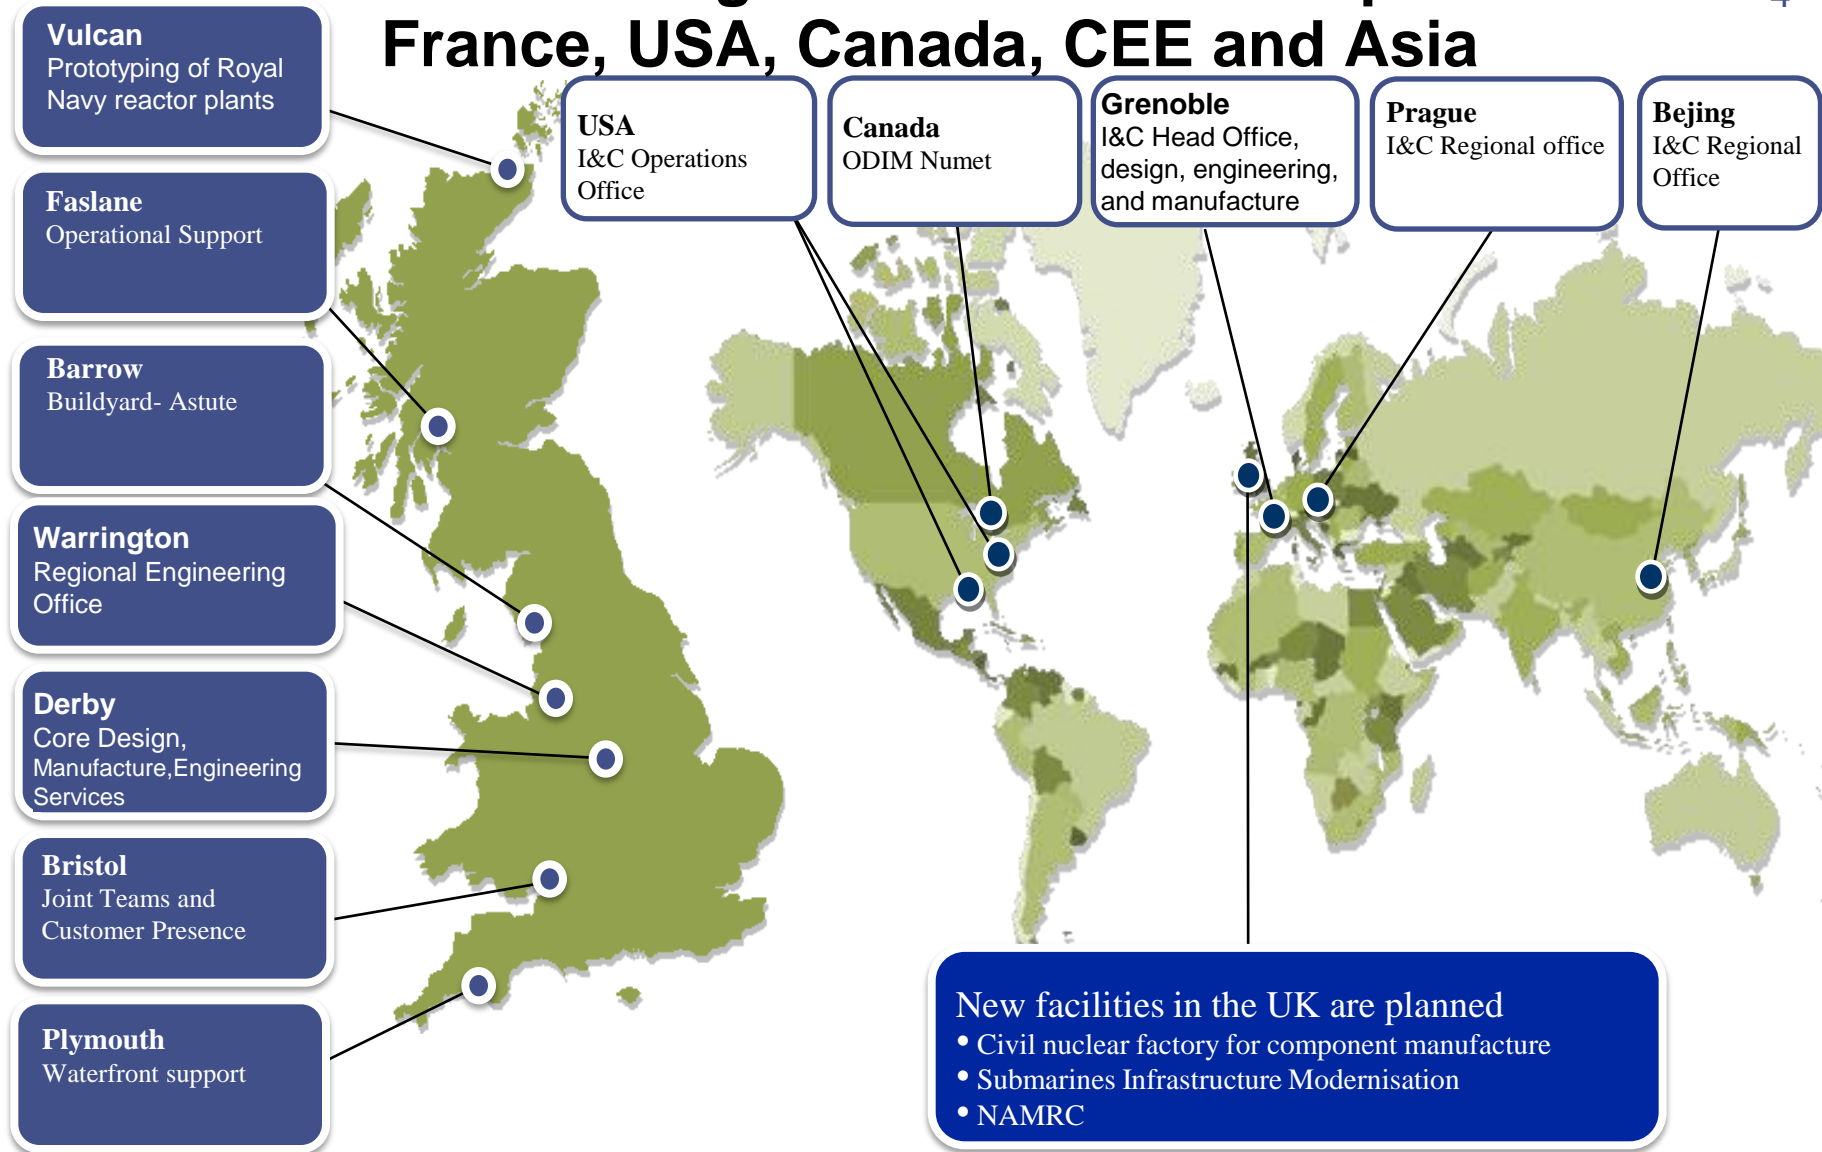 France, USA, Canada, CEE and Asia
Vulcan
Prototyping of Royal
Navy reactor plants
Faslane
Operational Support
Barrow
Buildyard- Astute
Warrington
Regional Engineering
Office
Derby
Core Design,
Manufacture,Engineering
Services
Bristol
Joint Teams and
Customer Presence
Plymouth
Waterfront support
USA
I&C Operations
Office
Canada
ODIM Numet
Grenoble
I&C Head Office,
design, engineering,
and manufacture
Prague
I&C Regional office
Bejing
I&C Regional
Office
New facilities in the UK are planned
• Civil nuclear factory for component manufacture
• Submarines Infrastructure Modernisation
• NAMRC